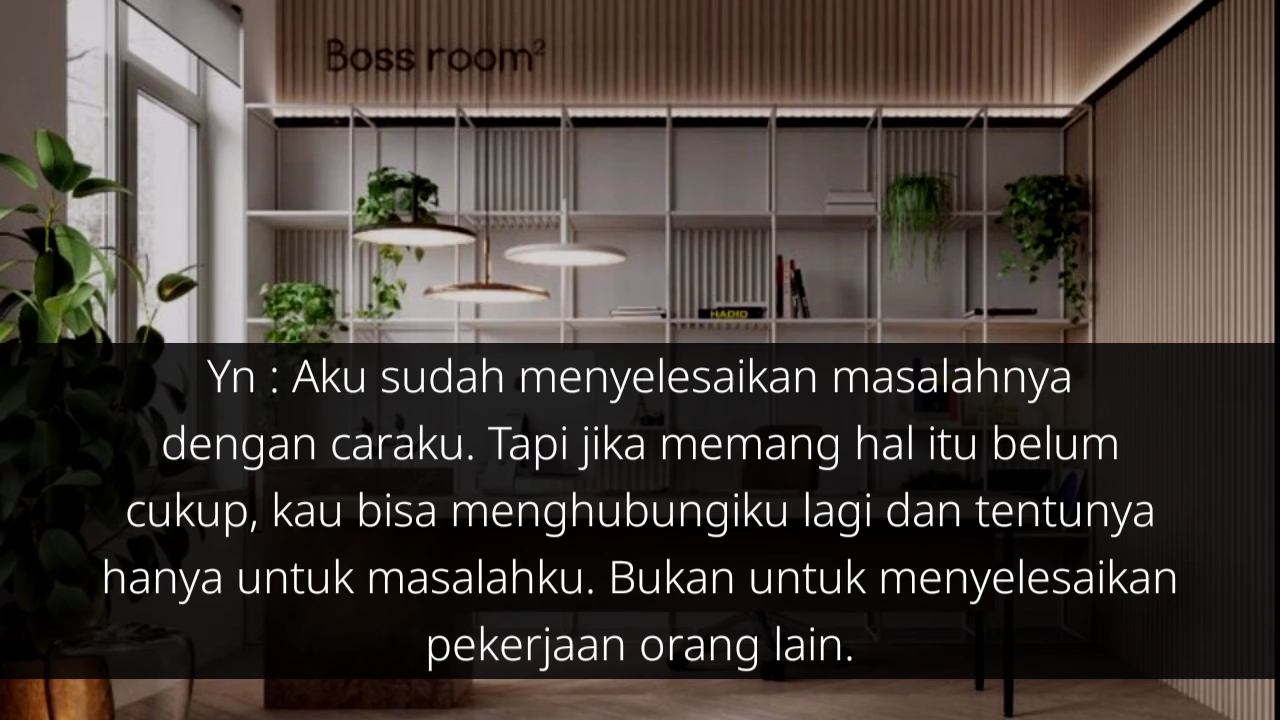 Boss room²
HADID
Yn : Aku sudah menyelesaikan masalahnya
dengan caraku. Tapi jika memang hal itu belum
cukup, kau bisa menghubungiku lagi dan tentunya
hanya untuk masalahku. Bukan untuk menyelesaikan
pekerjaan orang lain.